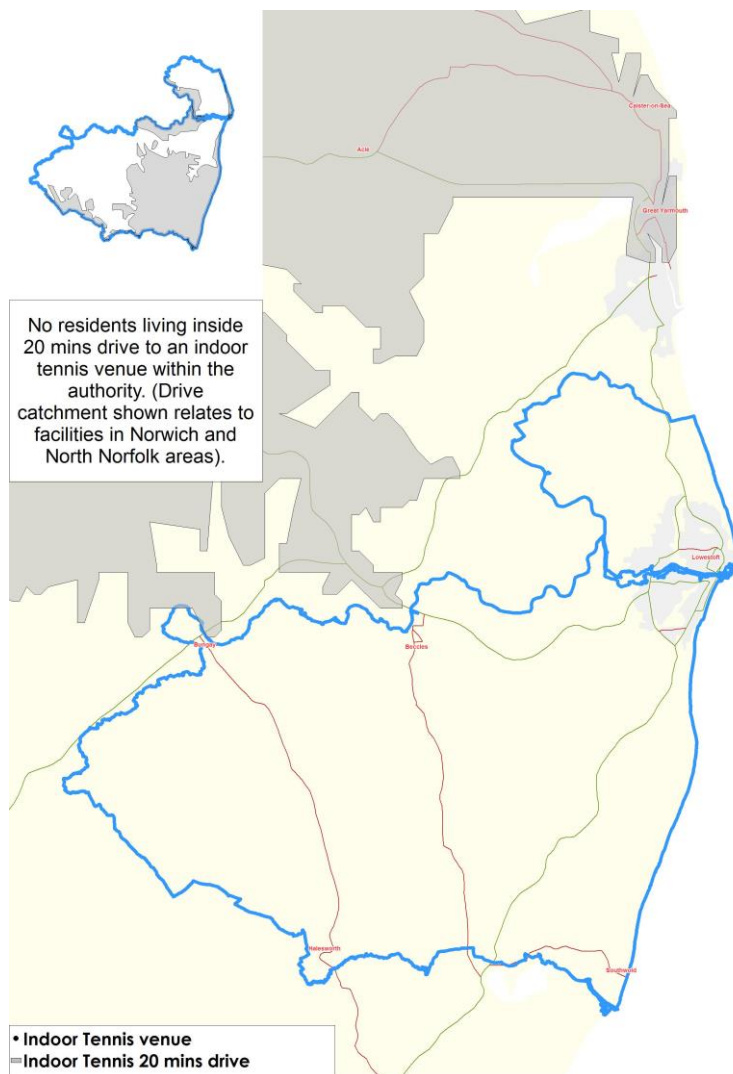 Caister-on-Sea
Acle
Great Yarmouth
No residents living inside
20 mins drive to an indoor
tennis venue within the
authority. (Drive
catchment shown relates to
facilities in Norwich and
North Norfolk areas).
Lowestoft
Bungay
Beccles
Halesworth
Southwold
• Indoor Tennis venue
Indoor Tennis 20 mins drive